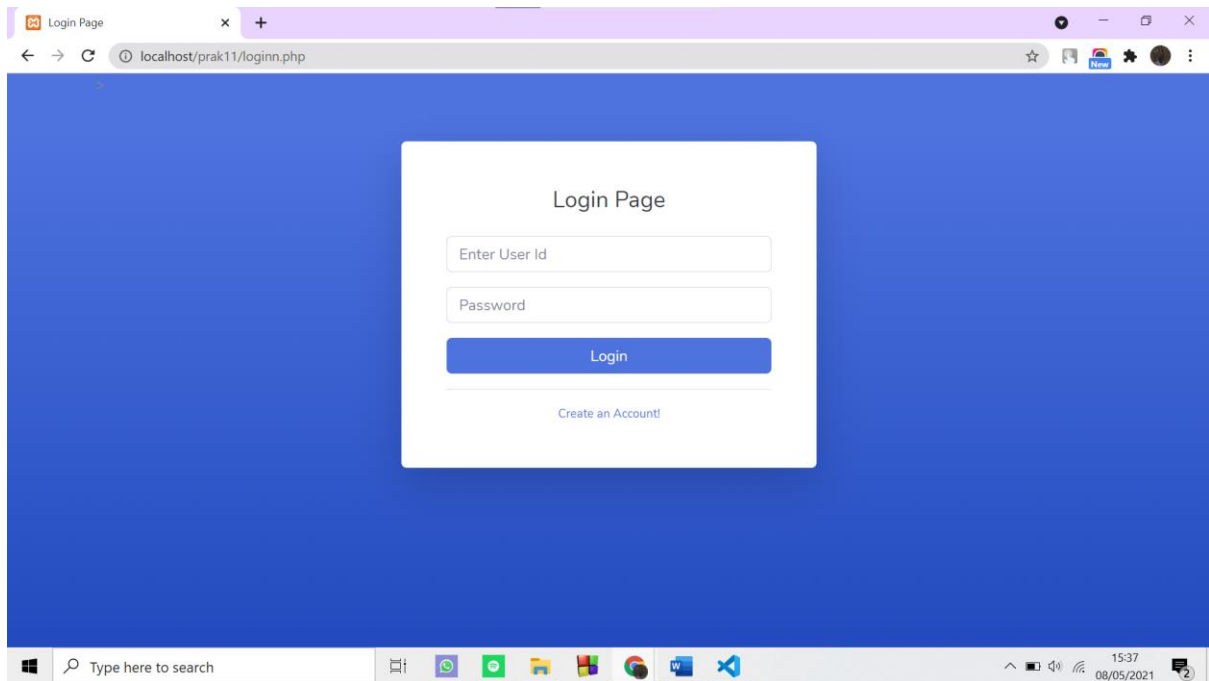 Login Page
localhost/prak11/loginn.php
New
>
Login Page
Enter User Id
Password
Login
Create an Account!
Type here to search
W
15:37
08/05/2021
2